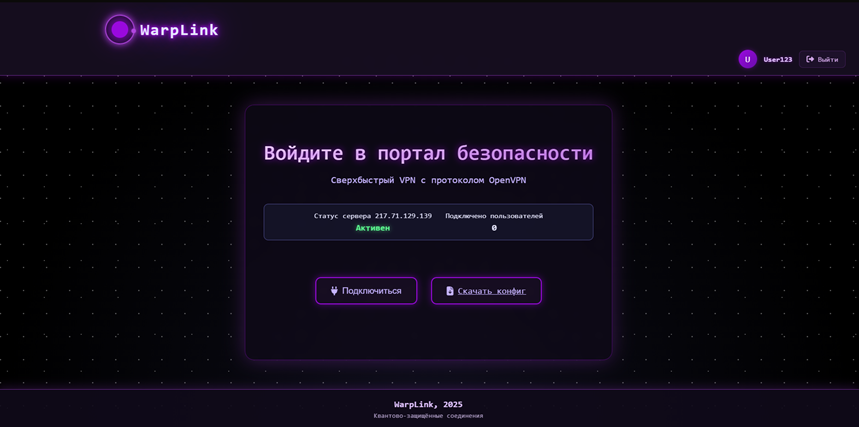 WarpLink
U User123 Выйти
Войдите в портал безопасности
Сверхбыстрый VPN с протоколом OpenVPN
Статус сервера 217.71.129.139 Подключено пользователей
Активен 0
Подключиться Скачать конфиг
WarpLink, 2025
Квантово-защищённые соединения